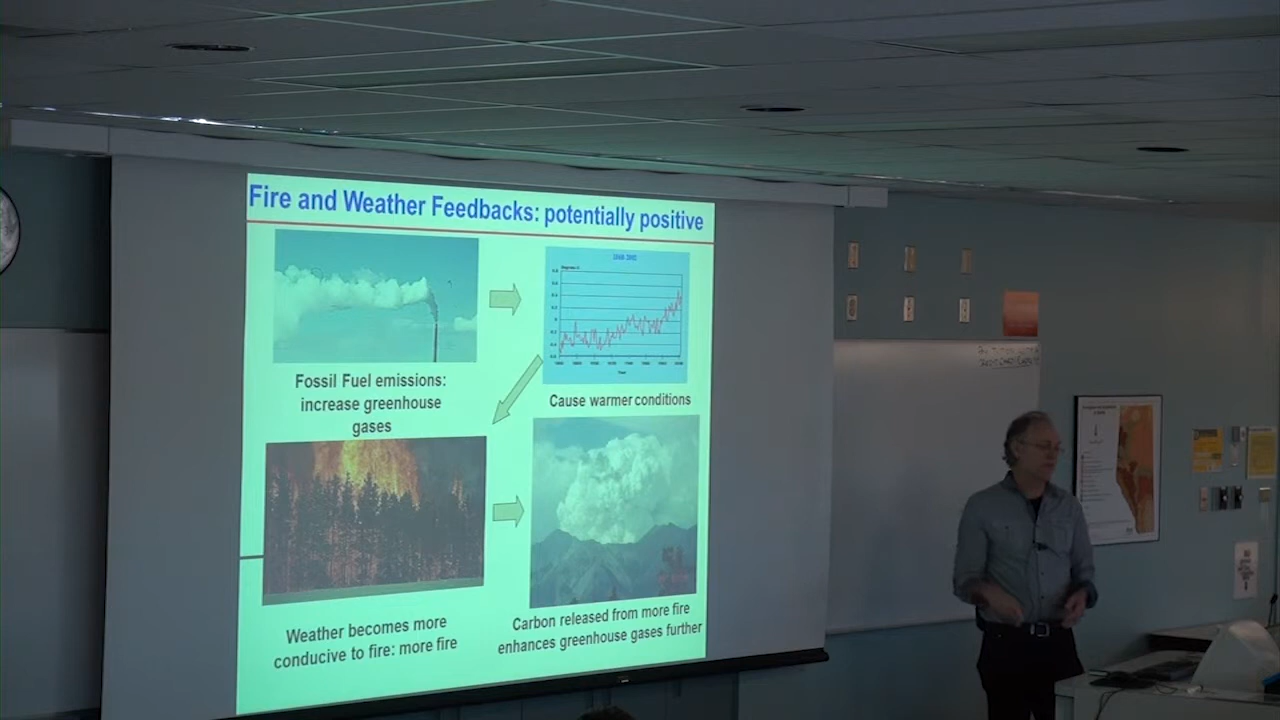 Fire and Weather Feedbacks: potentially positive
Fossil Fuel emissions:
increase greenhouse
gases
Cause warmer conditions
Weather becomes more
conducive to fire: more fire
Carbon released from more fire
enhances greenhouse gases further